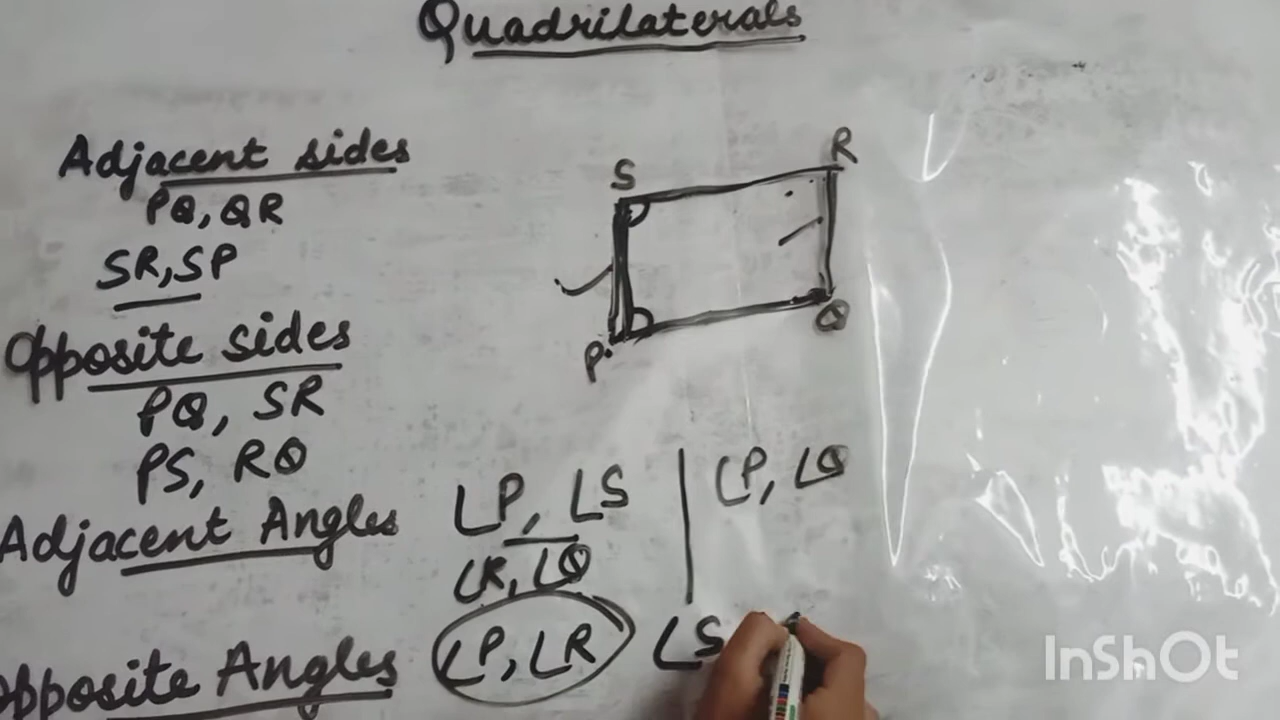 Quadrilaterals
Adjacent sides
PQ, QR
SR, SP
Opposite sides
PQ, SR
PS, RQ
Adjacent Angles
∠P, ∠S
∠R, ∠Q
∠P, ∠Q
Opposite Angles
∠P, ∠R
∠S
S
R
P
Q
InShOt